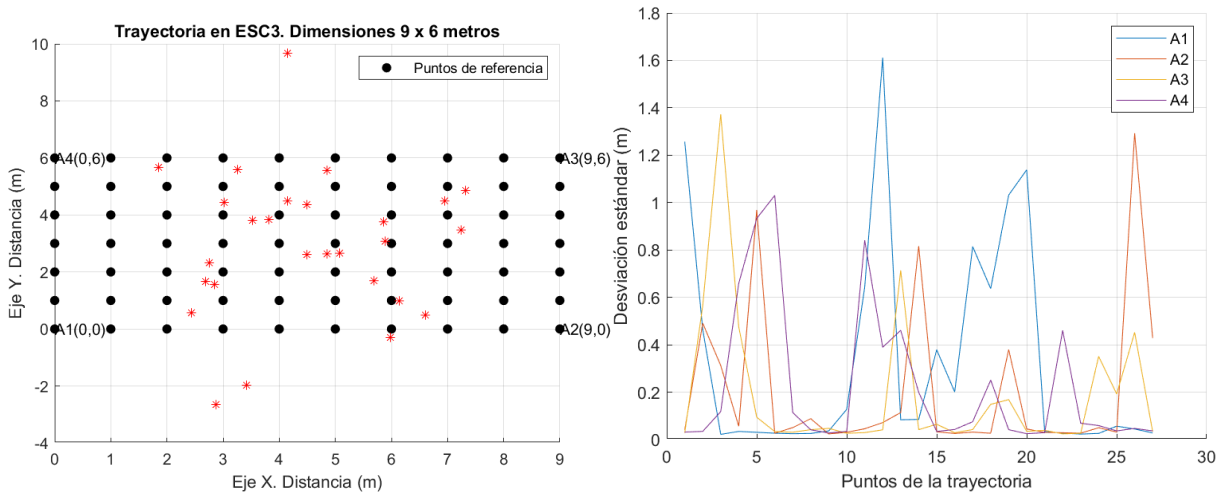 Trayectoria en ESC3. Dimensiones 9 x 6 metros
10
8
6
4
2
0
-2
-4
Eje Y. Distancia (m)
Puntos de referencia
A4(0,6)
A3(9,6)
A1(0,0)
A2(9,0)
0 1 2 3 4 5 6 7 8 9
Eje X. Distancia (m)
1.8
1.6
1.4
1.2
1
0.8
0.6
0.4
0.2
0
Desviación estándar (m)
A1
A2
A3
A4
0 5 10 15 20 25 30
Puntos de la trayectoria